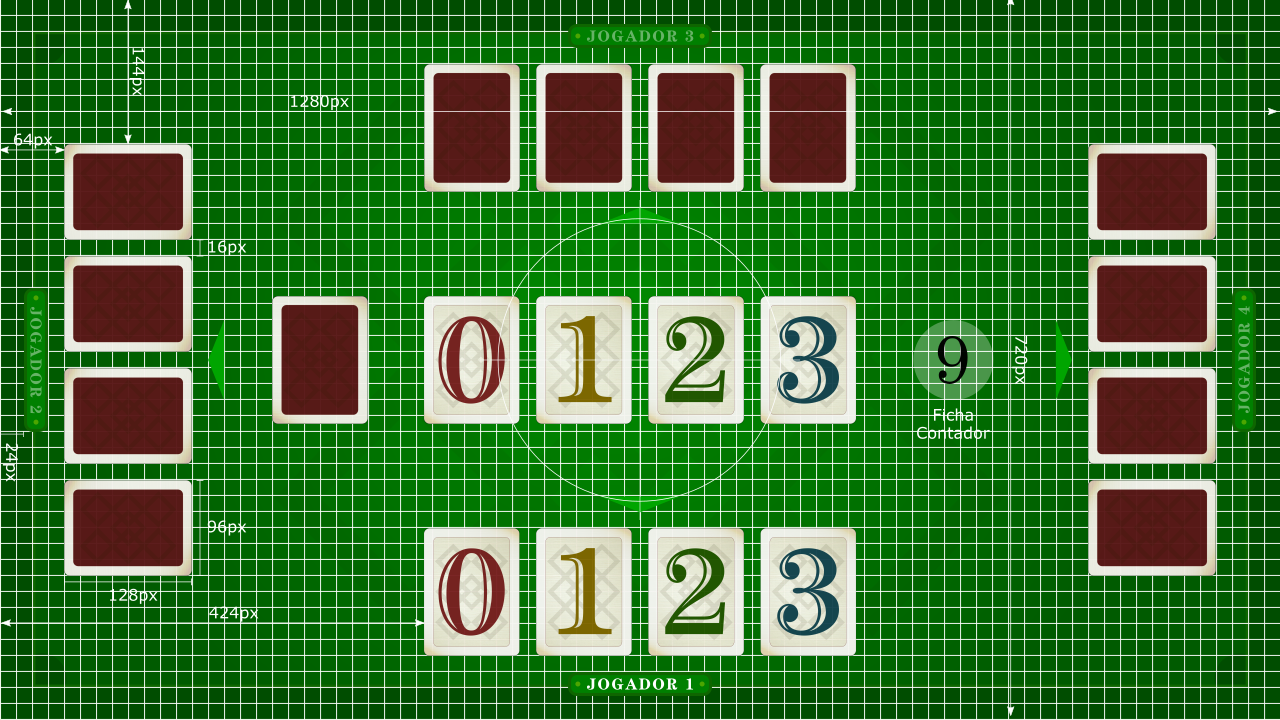 JOGADOR 3
144px
1280px
64px
16px
JOGADOR 2
0
1
2
3
9
720px
JOGADOR 4
Ficha
Contador
24px
96px
128px
424px
0
1
2
3
JOGADOR 1